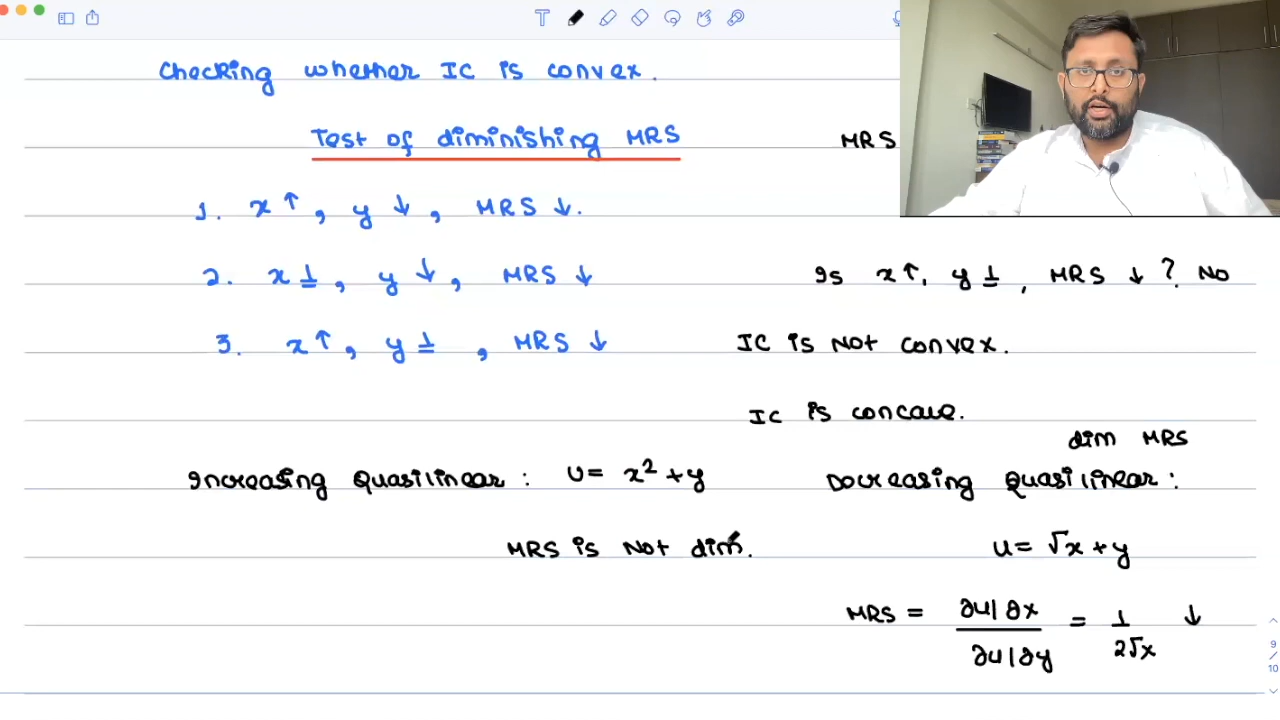 Checking whether IC is convex.
Test of diminishing MRS
MRS
1. x ↑, y ↓, MRS ↓.
2. x ⊥, y ↓, MRS ↓
Is x↑, y ⊥, MRS ↓ ? No
3. x ↑, y ⊥, MRS ↓
IC is Not convex.
IC is concave.
dim MRS
Increasing Quasilinear : U = x² + y
Decreasing Quasilinear :
MRS is Not dim.
u = √x + y
MRS = ∂u/∂x / ∂u/∂y = 1 / 2√x ↓
9
/
10